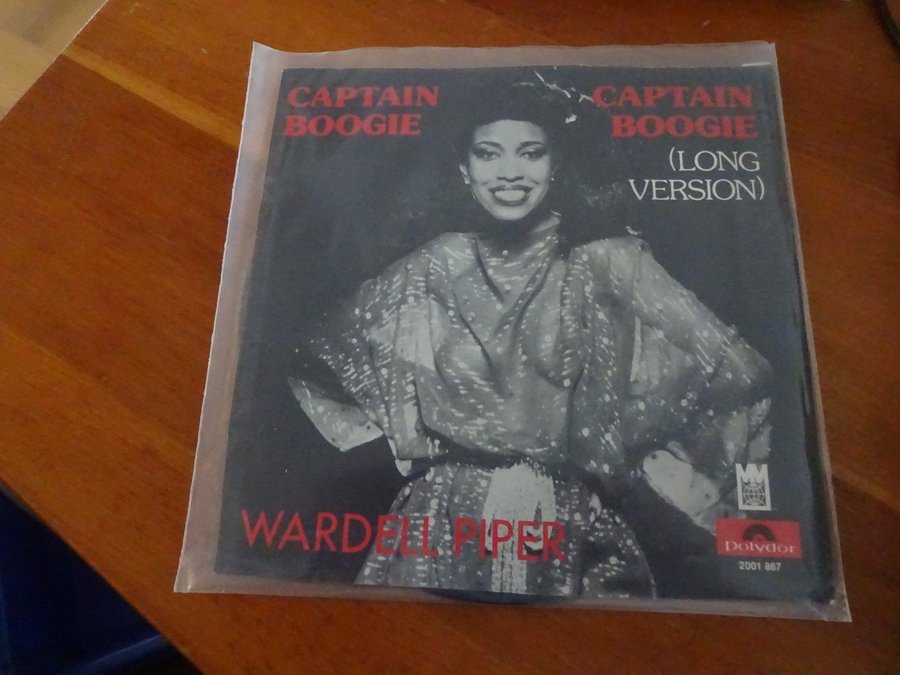 CAPTAIN
BOOGIE
CAPTAIN
BOOGIE
(LONG
VERSION)
WARDELL PIPER
polydor
2001 867